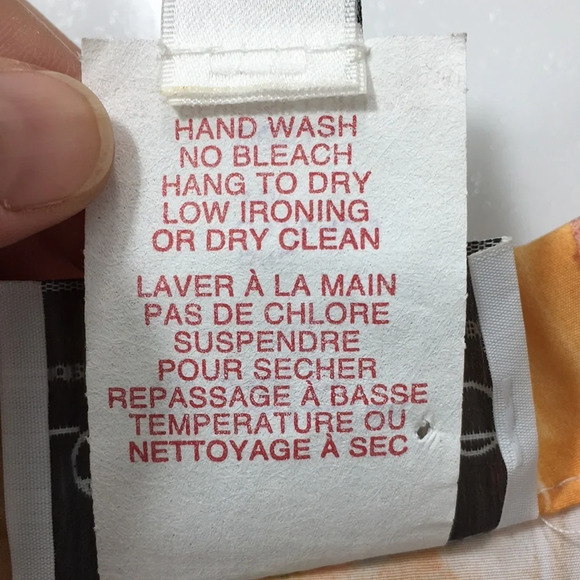 HAND WASH
NO BLEACH
HANG TO DRY
LOW IRONING
OR DRY CLEAN
LAVER À LA MAIN
PAS DE CHLORE
SUSPENDRE
POUR SECHER
REPASSAGE À BASSE
TEMPERATURE OU
NETTOYAGE À SEC